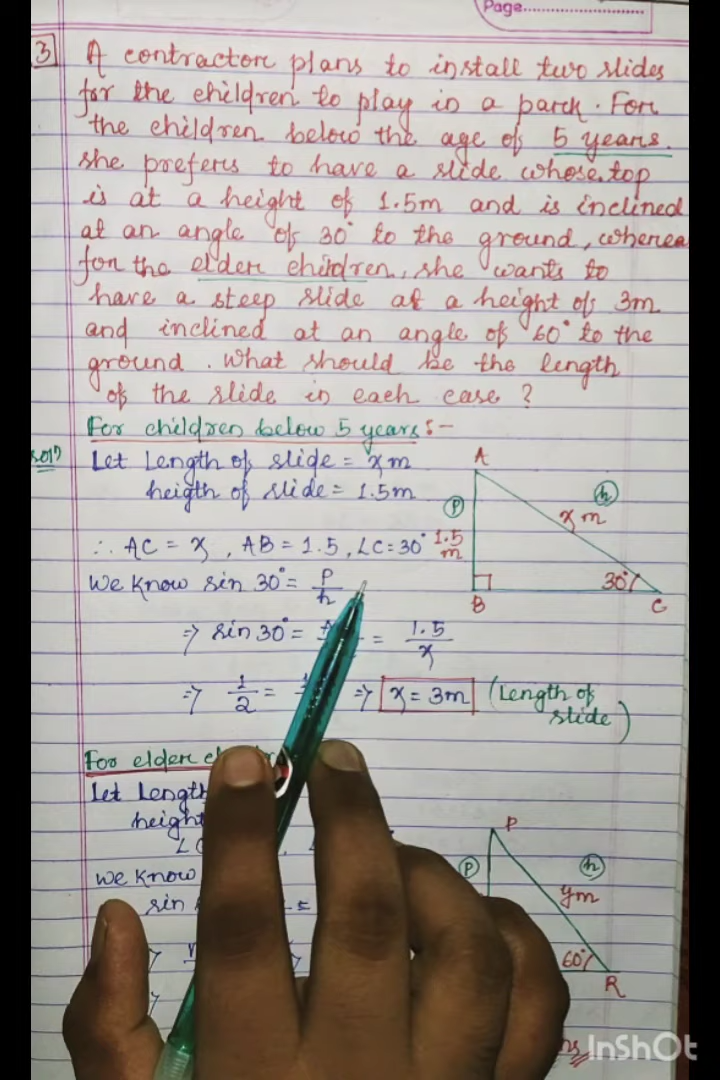 Page
3 A contractor plans to install two slides
for the children to play in a park. For
the children below the age of 5 years.
she prefers to have a slide whose top
is at a height of 1.5m and is inclined
at an angle of 30° to the ground, wherea
for the elder children, she wants to
have a steep slide at a height of 3m
and inclined at an angle of 60° to the
ground. What should be the length
of the slide in each case ?
For children below 5 years :-
Soln Let Length of slide = x m
heigth of slide = 1.5m
∴ AC = x, AB = 1.5, ∠C = 30°
We Know sin 30° = P/h
⇒ sin 30° = = 1.5/x
⇒ 1/2 = ⇒ x = 3m (Length of slide)
A
P
h
x m
1.5 m
30°
B
C
For elder
Let Length
height
We Know
sin
=
P
P
h
y m
60°
R
InShOt